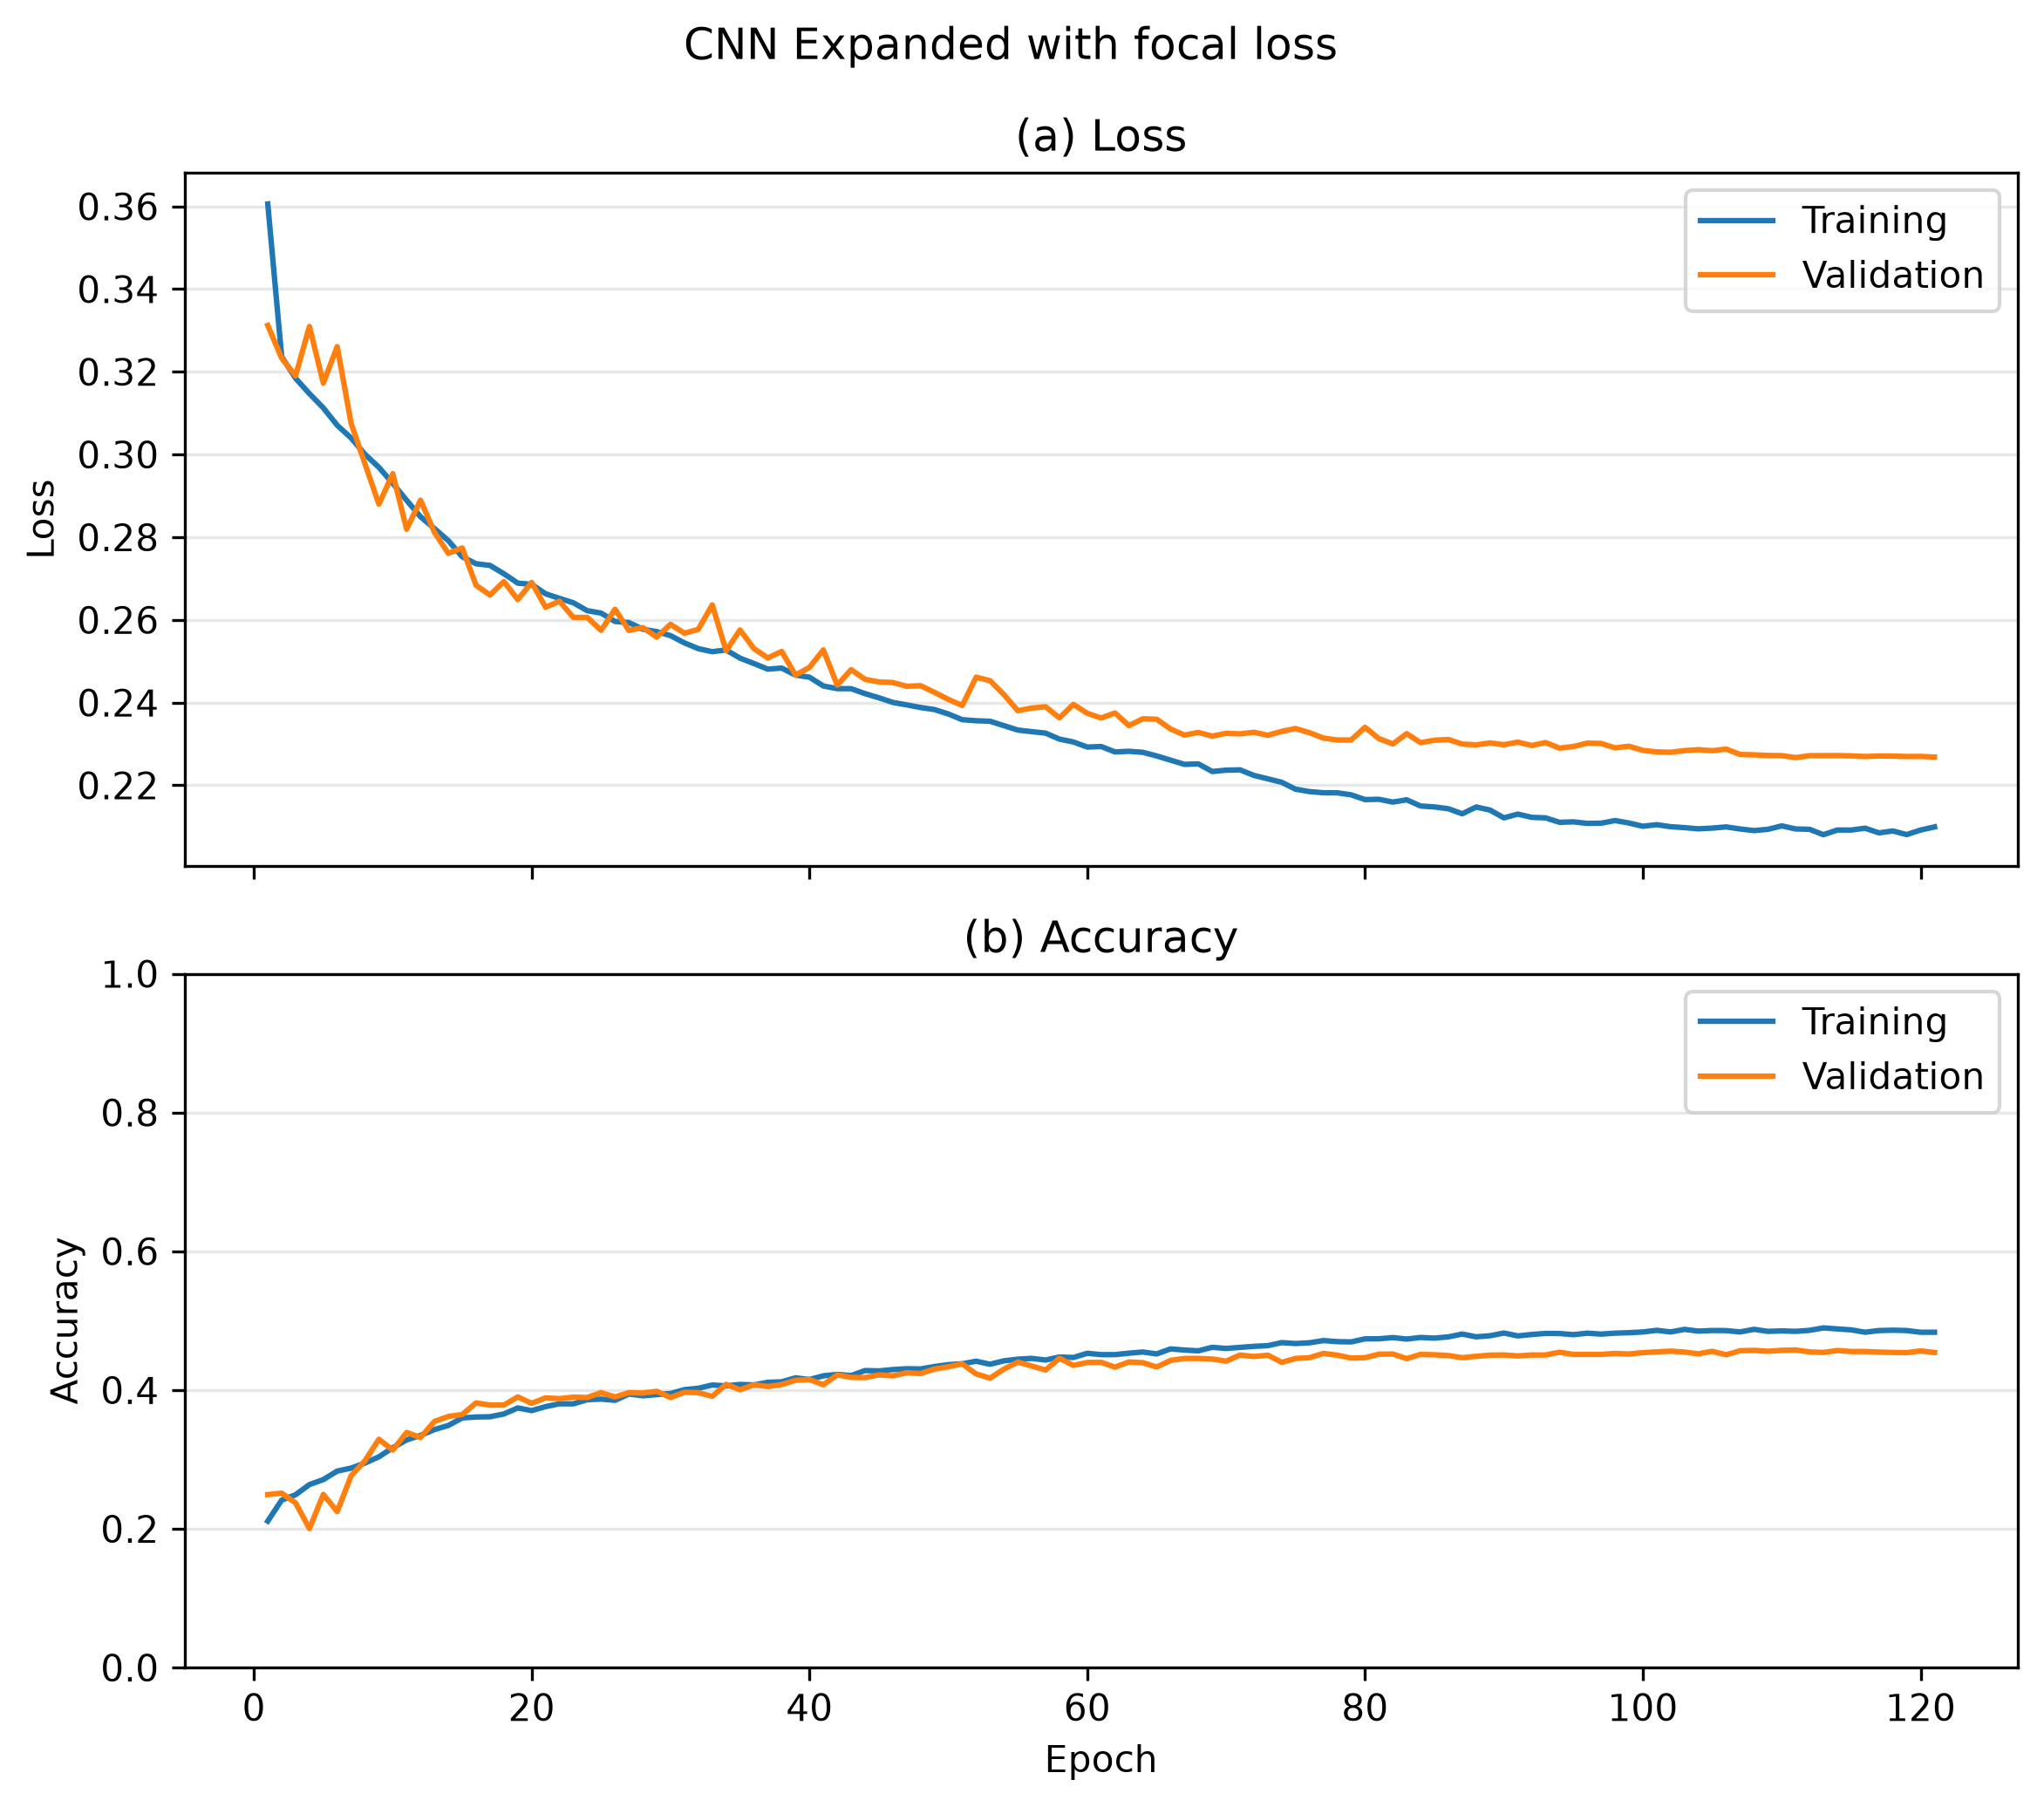 CNN Expanded with focal loss
(a) Loss
0.36
0.34
0.32
0.30
0.28
0.26
0.24
0.22
Loss
Training
Validation
(b) Accuracy
1.0
0.8
0.6
0.4
0.2
0.0
Accuracy
Training
Validation
0 20 40 60 80 100 120
Epoch